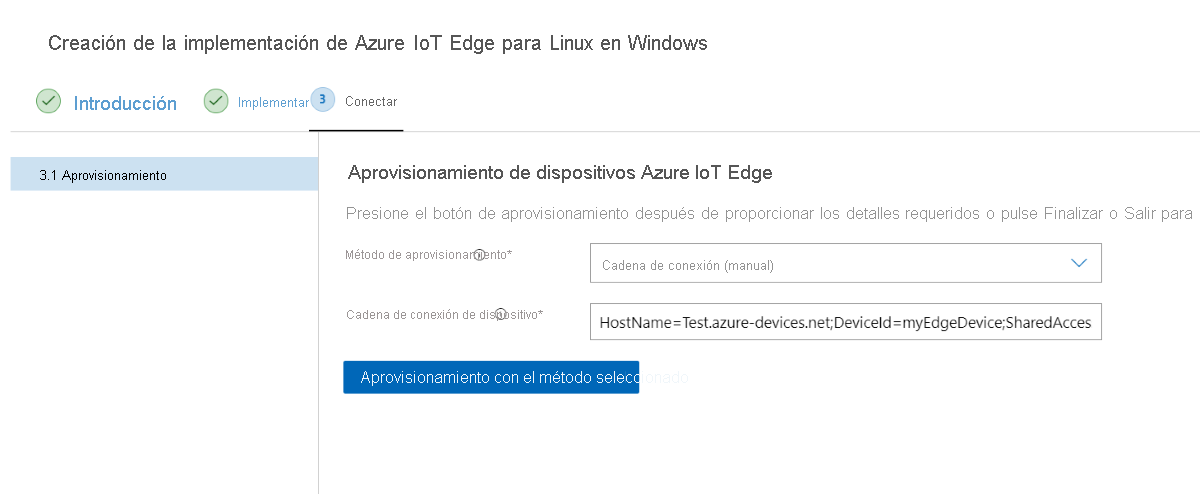 Creación de la implementación de Azure IoT Edge para Linux en Windows
Introducción
Implementar
3
Conectar
3.1 Aprovisionamiento
Aprovisionamiento de dispositivos Azure IoT Edge
Presione el botón de aprovisionamiento después de proporcionar los detalles requeridos o pulse Finalizar o Salir para
Método de aprovisionamiento*
Cadena de conexión (manual)
Cadena de conexión de dispositivo*
HostName=Test.azure-devices.net;DeviceId=myEdgeDevice;SharedAcces
Aprovisionamiento con el método seleccionado